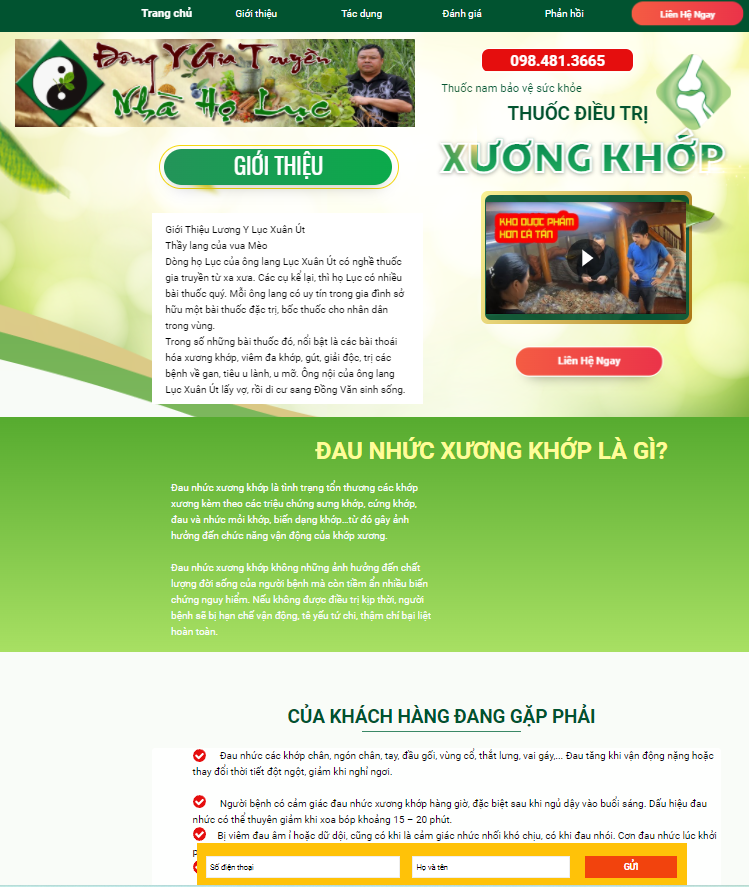 Trang chủ Giới thiệu Tác dụng Đánh giá Phản hồi Liên Hệ Ngay
Đông Y Gia Truyền
Nhà Họ Lục
098.481.3665
Thuốc nam bảo vệ sức khỏe
THUỐC ĐIỀU TRỊ
XƯƠNG KHỚP
GIỚI THIỆU
KHO DƯỢC PHẨM
HƠN CẢ TẤN
Giới Thiệu Lương Y Lục Xuân Út
Thầy lang của vua Mèo
Dòng họ Lục của ông lang Lục Xuân Út có nghề thuốc
gia truyền từ xa xưa. Các cụ kể lại, thì họ Lục có nhiều
bài thuốc quý. Mỗi ông lang có uy tín trong gia đình sở
hữu một bài thuốc đặc trị, bốc thuốc cho nhân dân
trong vùng.
Trong số những bài thuốc đó, nổi bật là các bài thoái
hóa xương khớp, viêm đa khớp, gút, giải độc, trị các
bệnh về gan, tiêu u lành, u mỡ. Ông nội của ông lang
Lục Xuân Út lấy vợ, rồi di cư sang Đồng Văn sinh sống.
Liên Hệ Ngay
ĐAU NHỨC XƯƠNG KHỚP LÀ GÌ?
Đau nhức xương khớp là tình trạng tổn thương các khớp
xương kèm theo các triệu chứng sưng khớp, cứng khớp,
đau và nhức mỏi khớp, biến dạng khớp...từ đó gây ảnh
hưởng đến chức năng vận động của khớp xương.
Đau nhức xương khớp không những ảnh hưởng đến chất
lượng đời sống của người bệnh mà còn tiềm ẩn nhiều biến
chứng nguy hiểm. Nếu không được điều trị kịp thời, người
bệnh sẽ bị hạn chế vận động, tê yếu tứ chi, thậm chí bại liệt
hoàn toàn.
CỦA KHÁCH HÀNG ĐANG GẶP PHẢI
Đau nhức các khớp chân, ngón chân, tay, đầu gối, vùng cổ, thắt lưng, vai gáy,... Đau tăng khi vận động nặng hoặc
thay đổi thời tiết đột ngột, giảm khi nghỉ ngơi.
Người bệnh có cảm giác đau nhức xương khớp hàng giờ, đặc biệt sau khi ngủ dậy vào buổi sáng. Dấu hiệu đau
nhức có thể thuyên giảm khi xoa bóp khoảng 15 – 20 phút.
Bị viêm đau âm ỉ hoặc dữ dội, cũng có khi là cảm giác nhức nhối khó chịu, có khi đau nhói. Cơn đau nhức lúc khởi
Số điện thoại Họ và tên GỬI